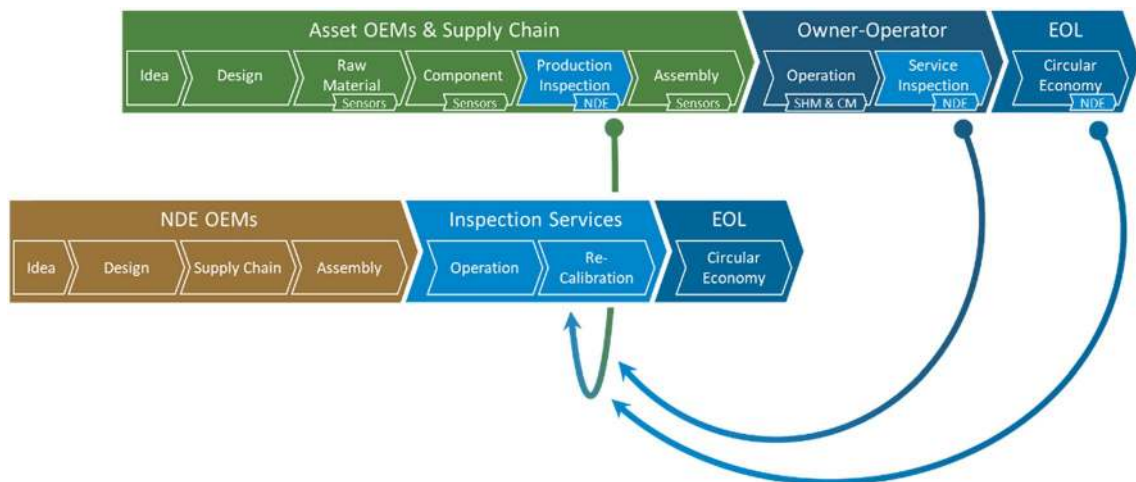 Asset OEMs & Supply Chain
Owner-Operator
EOL
Idea
Design
Raw
Material
Sensors
Component
Sensors
Production
Inspection
NDE
Assembly
Sensors
Operation
SHM & CM
Service
Inspection
NDE
Circular
Economy
NDE
NDE OEMs
Inspection Services
EOL
Idea
Design
Supply Chain
Assembly
Operation
Re-
Calibration
Circular
Economy